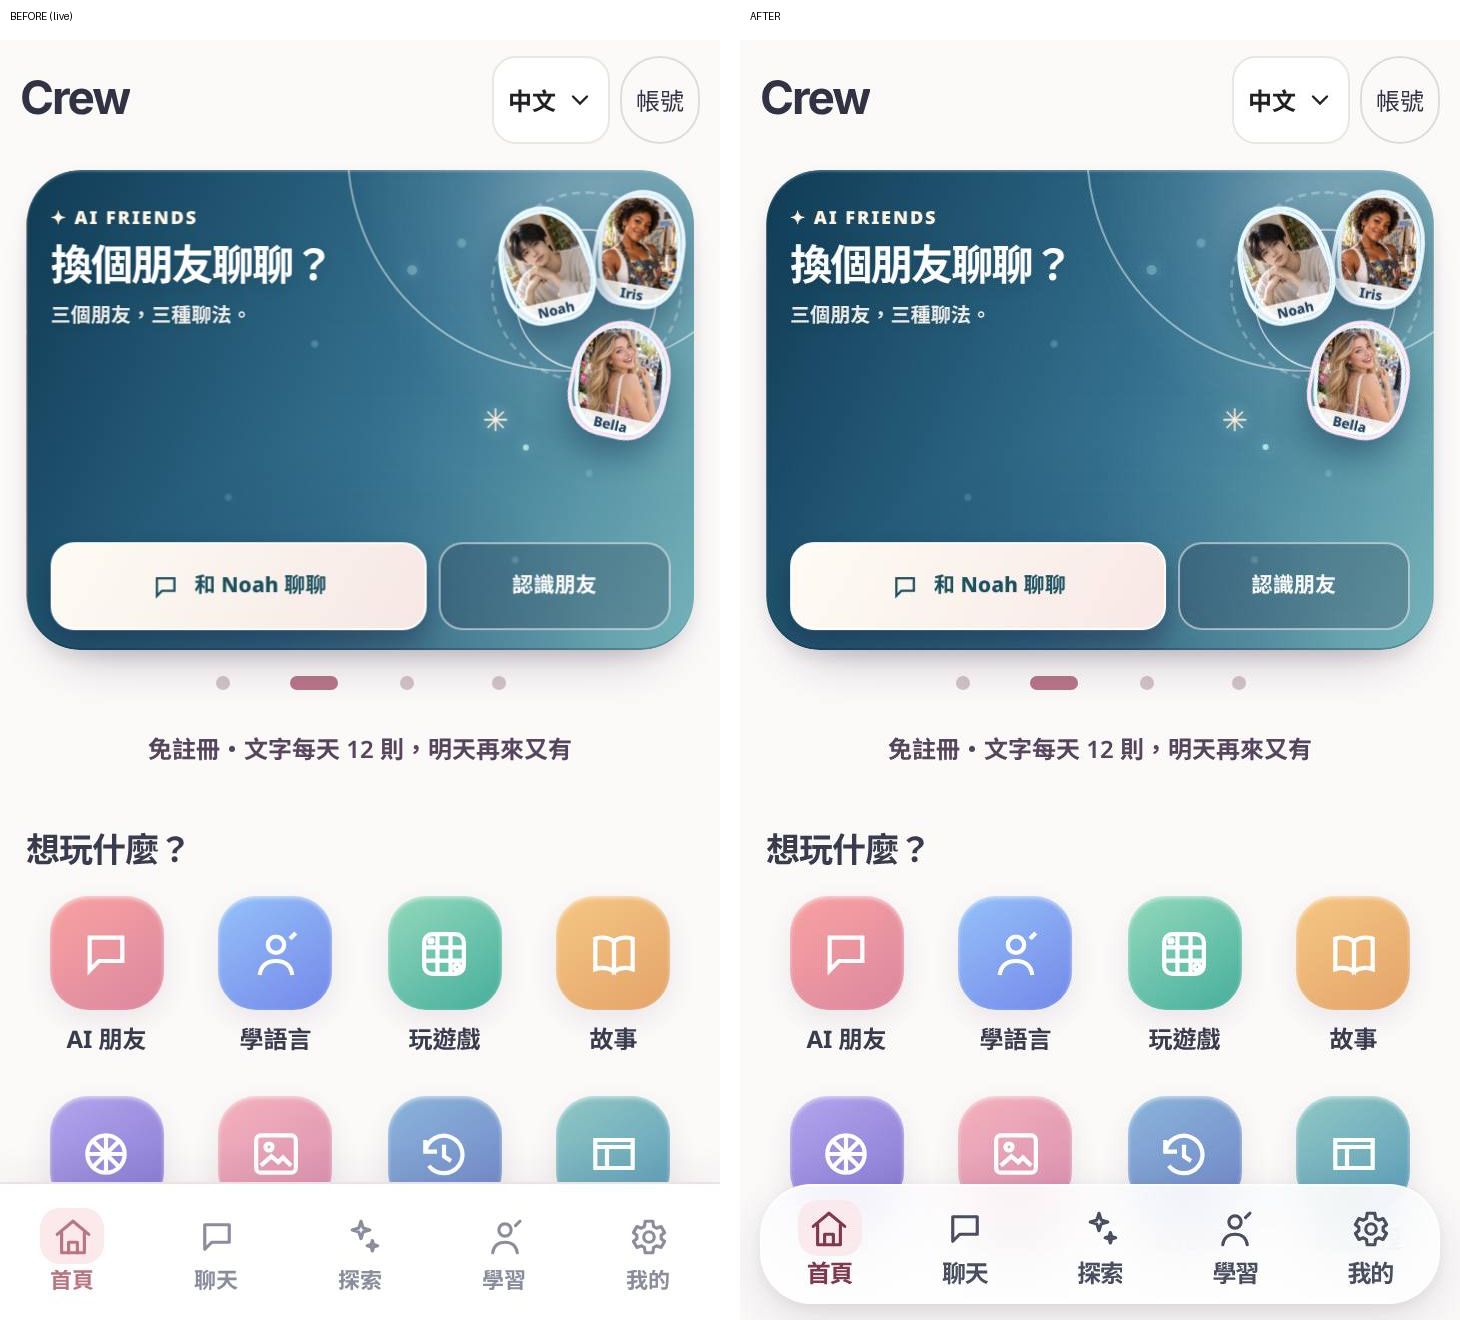 BEFORE (live)
Crew
中文
帳號
✦ AI FRIENDS
換個朋友聊聊？
三個朋友，三種聊法。
Noah
Iris
Bella
和 Noah 聊聊
認識朋友
免註冊・文字每天 12 則，明天再來又有
想玩什麼？
AI 朋友
學語言
玩遊戲
故事
首頁
聊天
探索
學習
我的
AFTER
Crew
中文
帳號
✦ AI FRIENDS
換個朋友聊聊？
三個朋友，三種聊法。
Noah
Iris
Bella
和 Noah 聊聊
認識朋友
免註冊・文字每天 12 則，明天再來又有
想玩什麼？
AI 朋友
學語言
玩遊戲
故事
首頁
聊天
探索
學習
我的